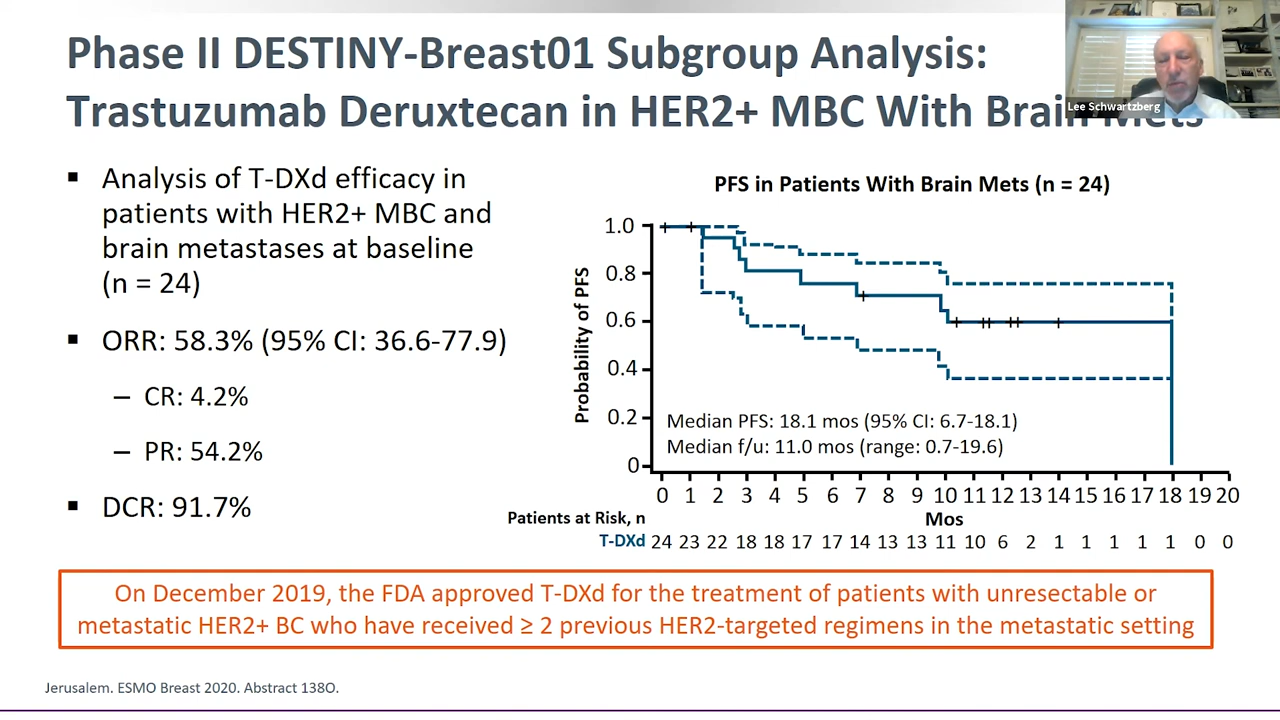 Phase II DESTINY-Breast01 Subgroup Analysis:
Trastuzumab Deruxtecan in HER2+ MBC With Brain Mets
Lee Schwartzberg
▪ Analysis of T-DXd efficacy in
patients with HER2+ MBC and
brain metastases at baseline
(n = 24)
▪ ORR: 58.3% (95% CI: 36.6-77.9)
– CR: 4.2%
– PR: 54.2%
▪ DCR: 91.7%
PFS in Patients With Brain Mets (n = 24)
Probability of PFS
1.0
0.8
0.6
0.4
0.2
0
Median PFS: 18.1 mos (95% CI: 6.7-18.1)
Median f/u: 11.0 mos (range: 0.7-19.6)
0 1 2 3 4 5 6 7 8 9 10 11 12 13 14 15 16 17 18 19 20
Mos
Patients at Risk, n
T-DXd 24 23 22 18 18 17 17 14 13 13 11 10 6 2 1 1 1 1 1 0 0
On December 2019, the FDA approved T-DXd for the treatment of patients with unresectable or
metastatic HER2+ BC who have received ≥ 2 previous HER2-targeted regimens in the metastatic setting
Jerusalem. ESMO Breast 2020. Abstract 138O.